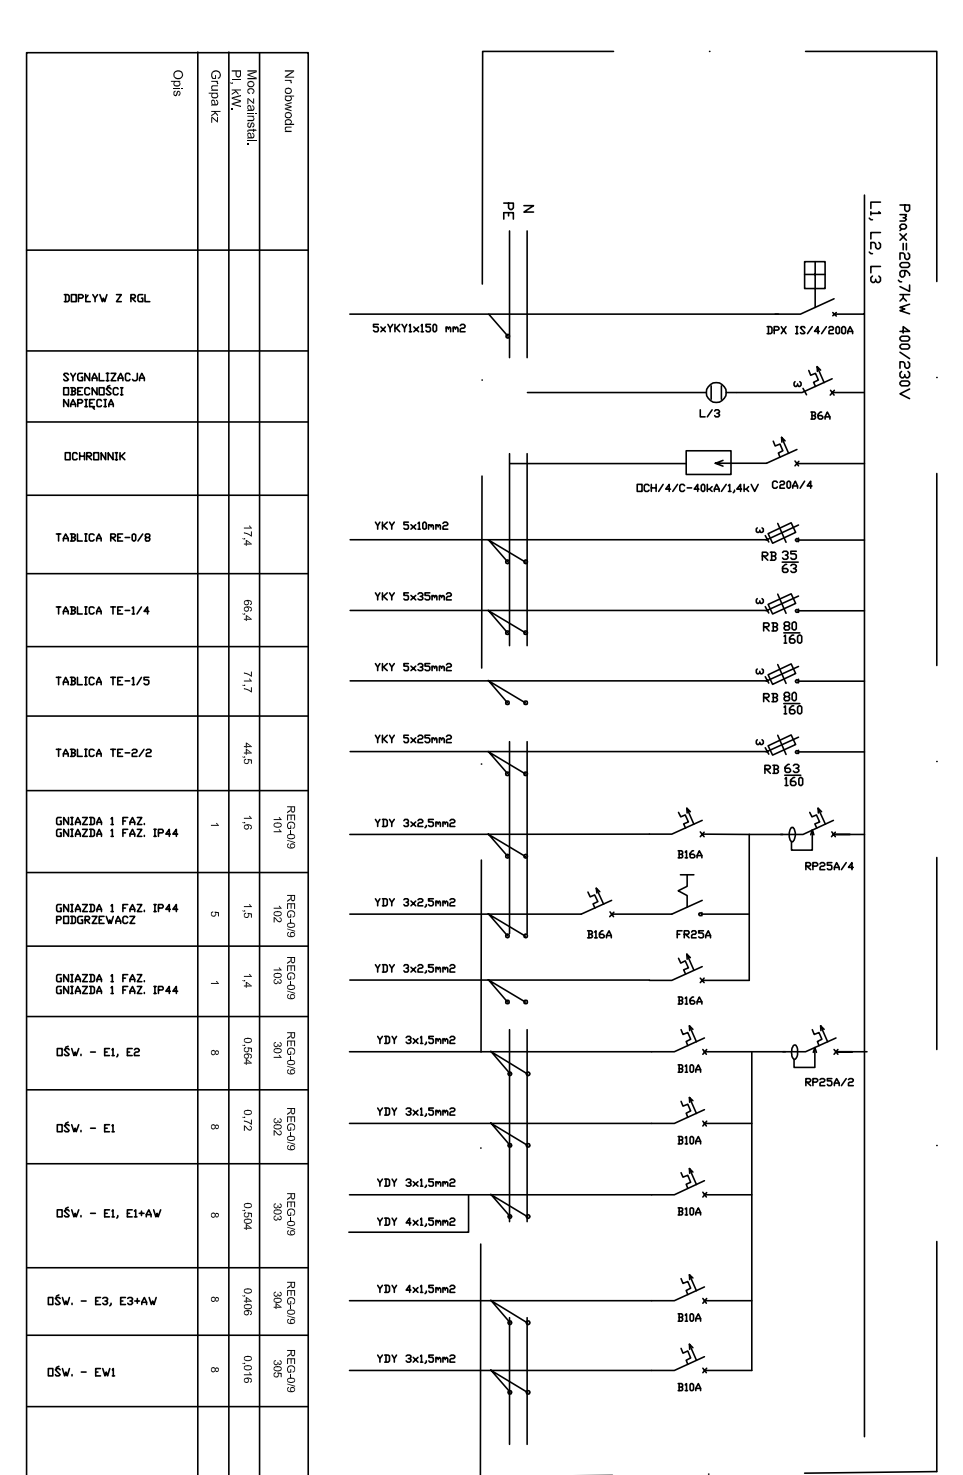 Nr obwodu
Moc zainstal.
PI, kW.
Grupa kz
Opis
Pmax=206,7kW 400/230V
L1, L2, L3
N
PE
DOPŁYW Z RGL
5xYKY1x150 mm2
DPX IS/4/200A
SYGNALIZACJA
OBECNOŚCI
NAPIĘCIA
L/3
3
B6A
OCHRONNIK
OCH/4/C-40kA/1,4kV
C20A/4
TABLICA RE-0/8
17,4
YKY 5x10mm2
3
RB 35
63
TABLICA TE-1/4
66,4
YKY 5x35mm2
3
RB 80
160
TABLICA TE-1/5
71,7
YKY 5x35mm2
3
RB 80
160
TABLICA TE-2/2
44,5
YKY 5x25mm2
3
RB 63
160
GNIAZDA 1 FAZ.
GNIAZDA 1 FAZ. IP44
1
1,6
REG-0/9
101
YDY 3x2,5mm2
B16A
RP25A/4
GNIAZDA 1 FAZ. IP44
PODGRZEWACZ
5
1,5
REG-0/9
102
YDY 3x2,5mm2
B16A
FR25A
GNIAZDA 1 FAZ.
GNIAZDA 1 FAZ. IP44
1
1,4
REG-0/9
103
YDY 3x2,5mm2
B16A
OŚW. - E1, E2
8
0,564
REG-0/9
301
YDY 3x1,5mm2
B10A
RP25A/2
OŚW. - E1
8
0,72
REG-0/9
302
YDY 3x1,5mm2
B10A
OŚW. - E1, E1+AW
8
0,504
REG-0/9
303
YDY 3x1,5mm2
YDY 4x1,5mm2
B10A
OŚW. - E3, E3+AW
8
0,406
REG-0/9
304
YDY 4x1,5mm2
B10A
OŚW. - EW1
8
0,016
REG-0/9
305
YDY 3x1,5mm2
B10A